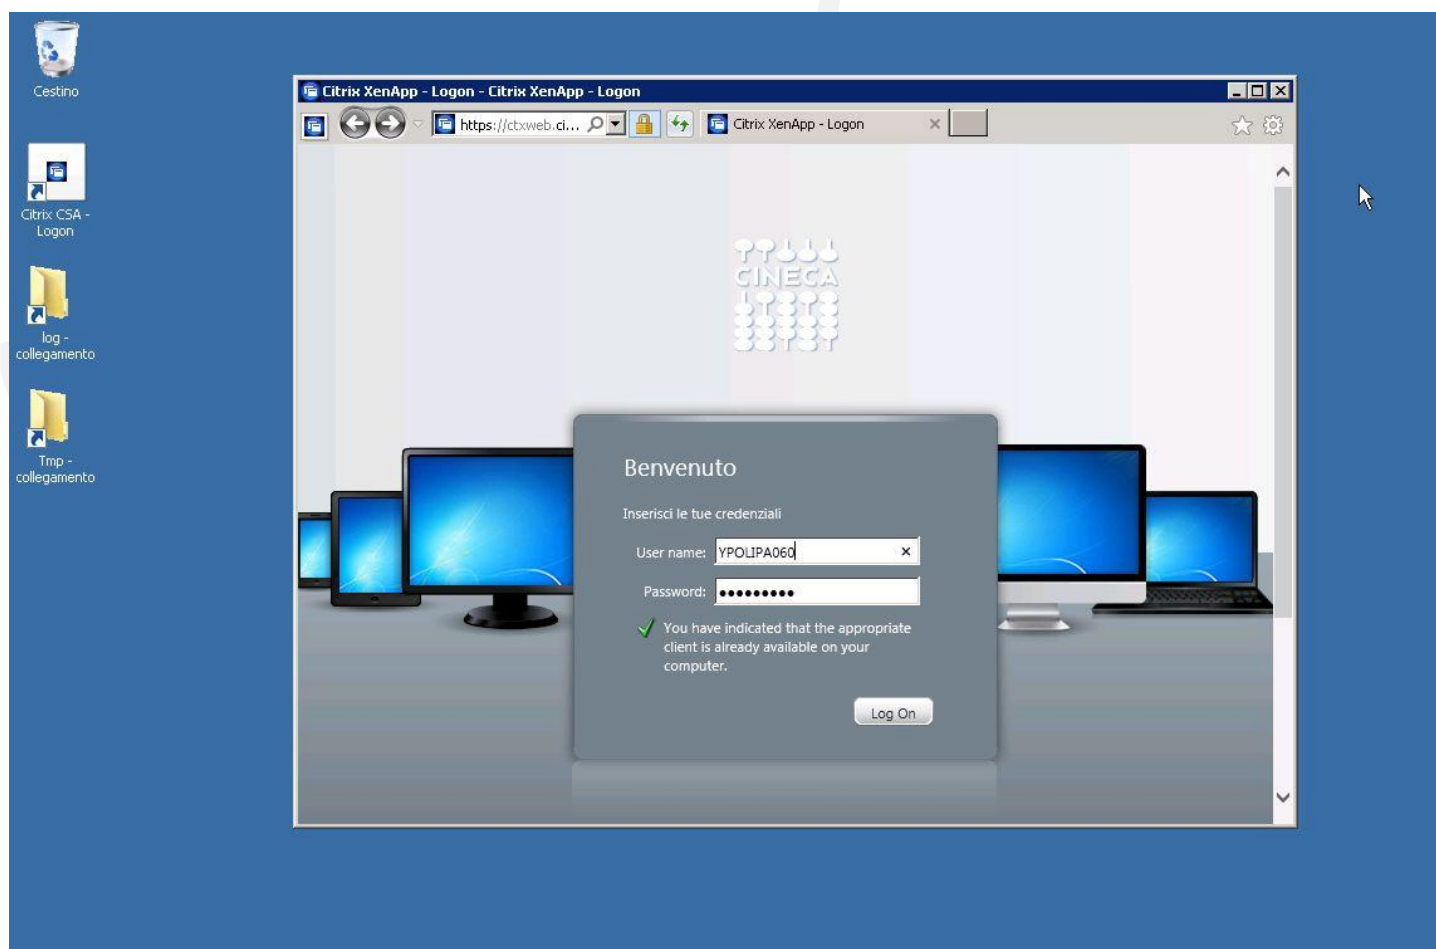 Cestino
Citrix CSA -
Logon
log -
collegamento
Tmp -
collegamento
Citrix XenApp - Logon - Citrix XenApp - Logon
https://ctxweb.ci...
Citrix XenApp - Logon
CINECA
Benvenuto
Inserisci le tue credenziali
User name: YPOLIPA060
Password: •••••••••
You have indicated that the appropriate
client is already available on your
computer.
Log On